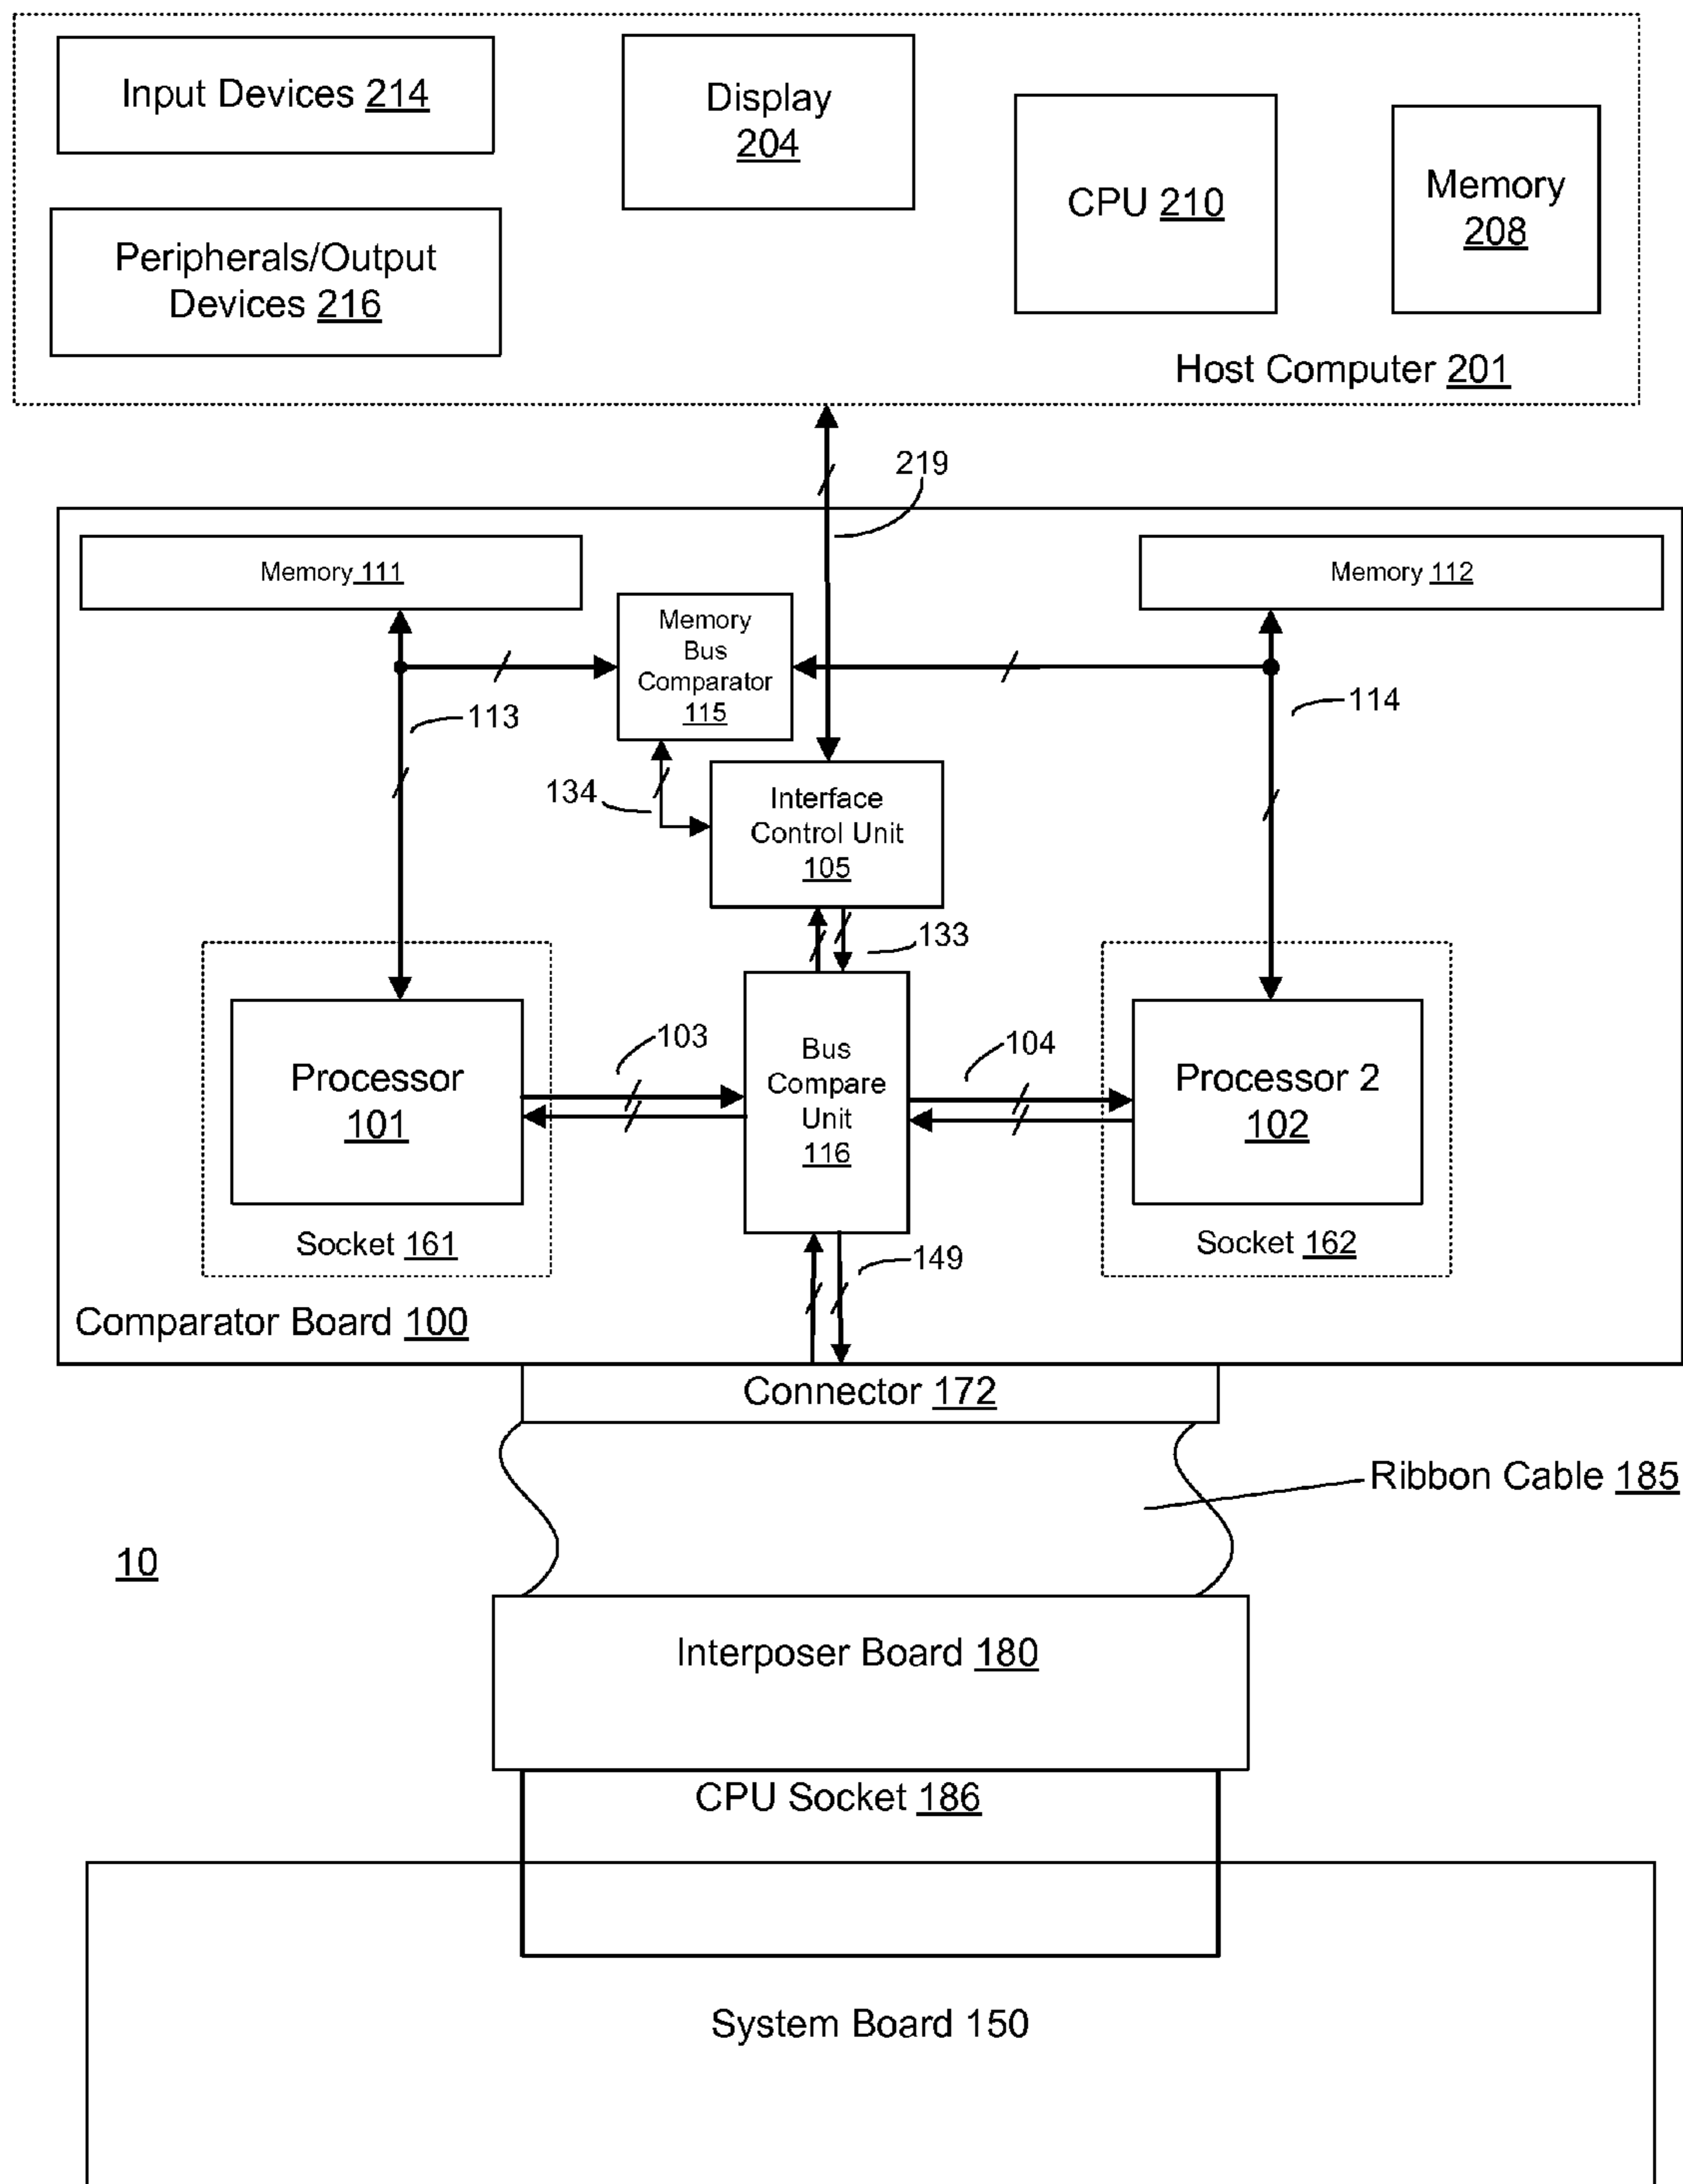 Input Devices 214
Display
204
CPU 210
Memory
208
Peripherals/Output
Devices 216
Host Computer 201
219
Memory 111
Memory 112
Memory
Bus
Comparator
115
113
114
134
Interface
Control Unit
105
133
103
104
Processor
101
Bus
Compare
Unit
116
Processor 2
102
Socket 161
Socket 162
149
Comparator Board 100
Connector 172
Ribbon Cable 185
10
Interposer Board 180
CPU Socket 186
System Board 150